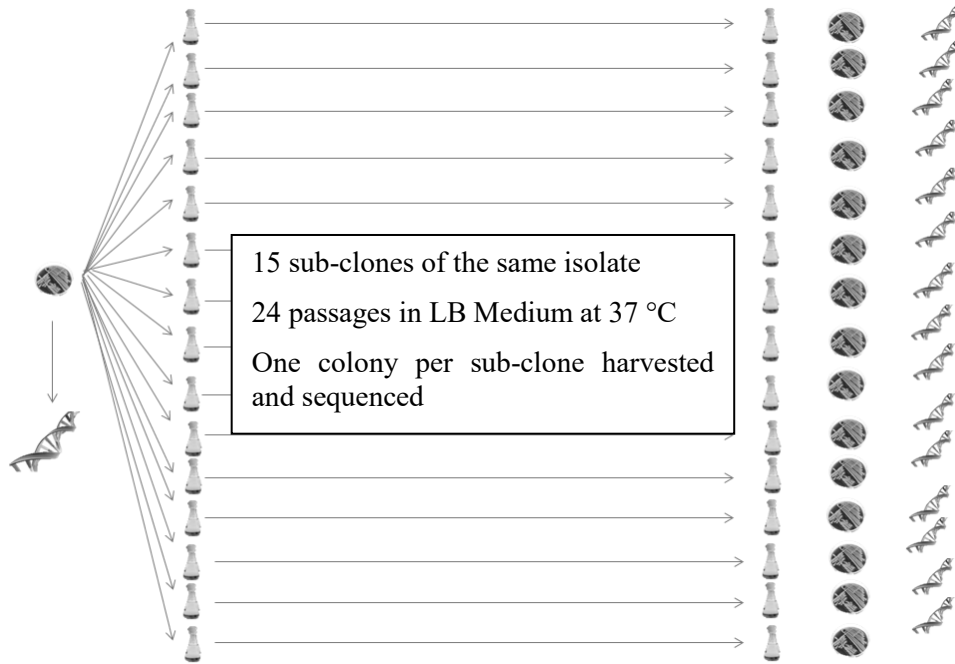 15 sub-clones of the same isolate
24 passages in LB Medium at 37 °C
One colony per sub-clone harvested
and sequenced